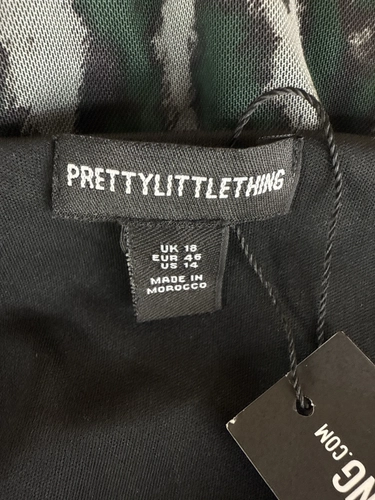 PRETTYLITTLETHING
UK 18
EUR 46
US 14
MADE IN
MOROCCO
NG
.COM